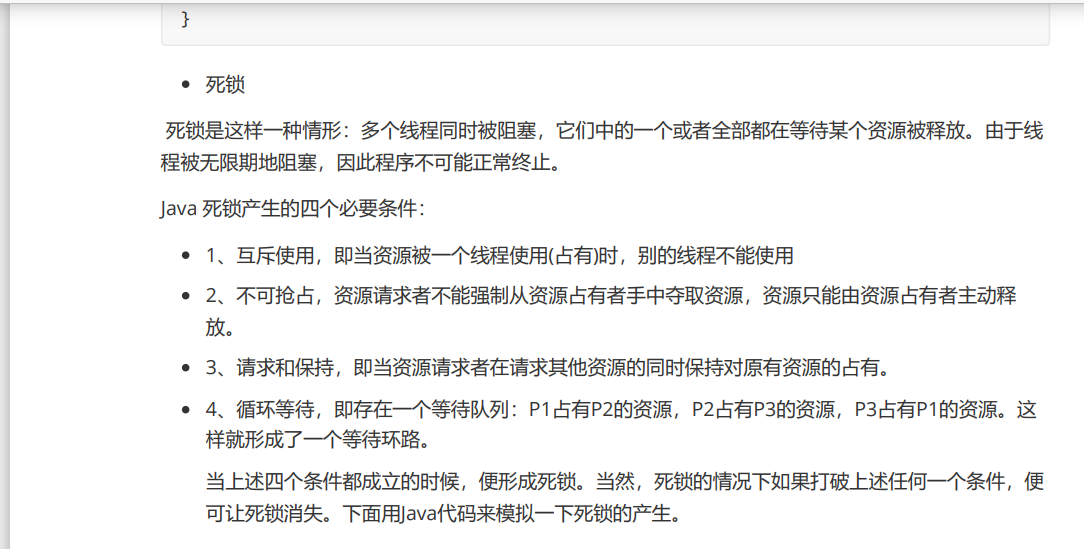 }
死锁
死锁是这样一种情形：多个线程同时被阻塞，它们中的一个或者全部都在等待某个资源被释放。由于线
程被无限期地阻塞，因此程序不可能正常终止。
Java 死锁产生的四个必要条件：
1、互斥使用，即当资源被一个线程使用(占有)时，别的线程不能使用
2、不可抢占，资源请求者不能强制从资源占有者手中夺取资源，资源只能由资源占有者主动释
放。
3、请求和保持，即当资源请求者在请求其他资源的同时保持对原有资源的占有。
4、循环等待，即存在一个等待队列：P1占有P2的资源，P2占有P3的资源，P3占有P1的资源。这
样就形成了一个等待环路。
当上述四个条件都成立的时候，便形成死锁。当然，死锁的情况下如果打破上述任何一个条件，便
可让死锁消失。下面用Java代码来模拟一下死锁的产生。